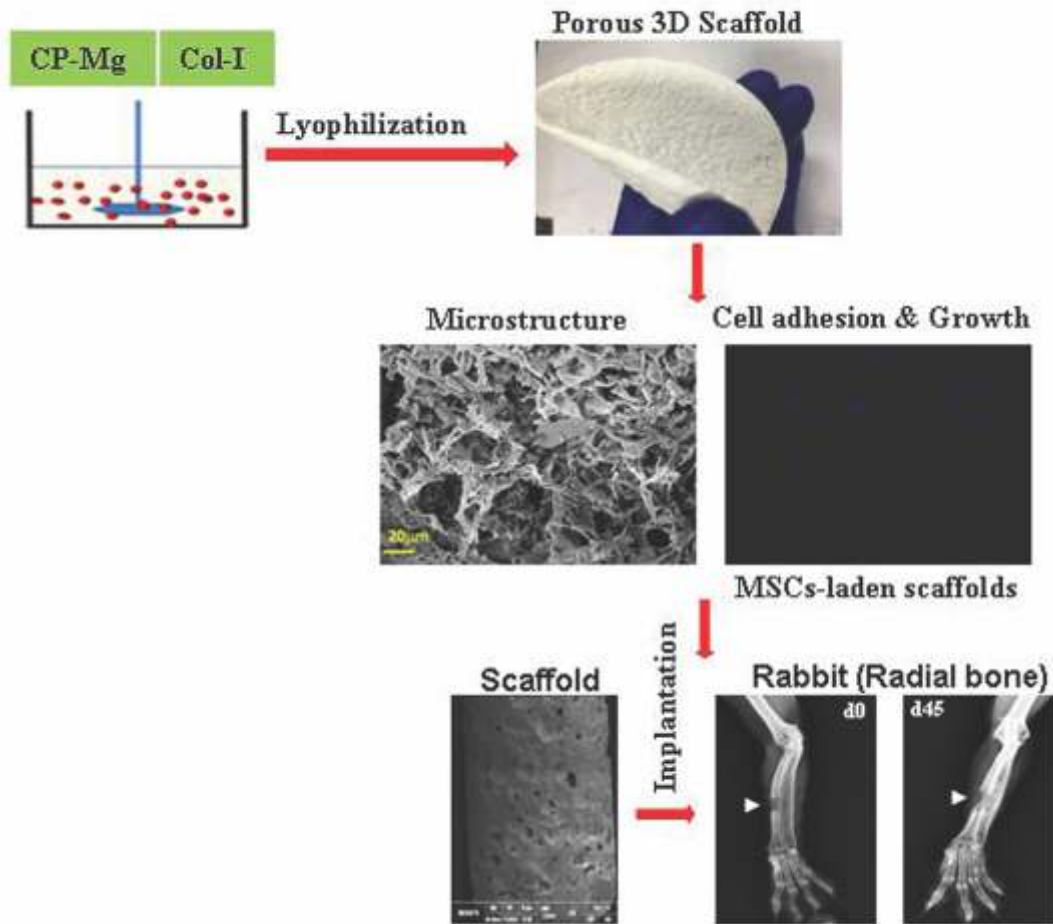 Porous 3D Scaffold
CP-Mg Col-I
Lyophilization
Microstructure
Cell adhesion & Growth
20µm
MSCs-laden scaffolds
Implantation
Scaffold
Rabbit (Radial bone)
d0
d45